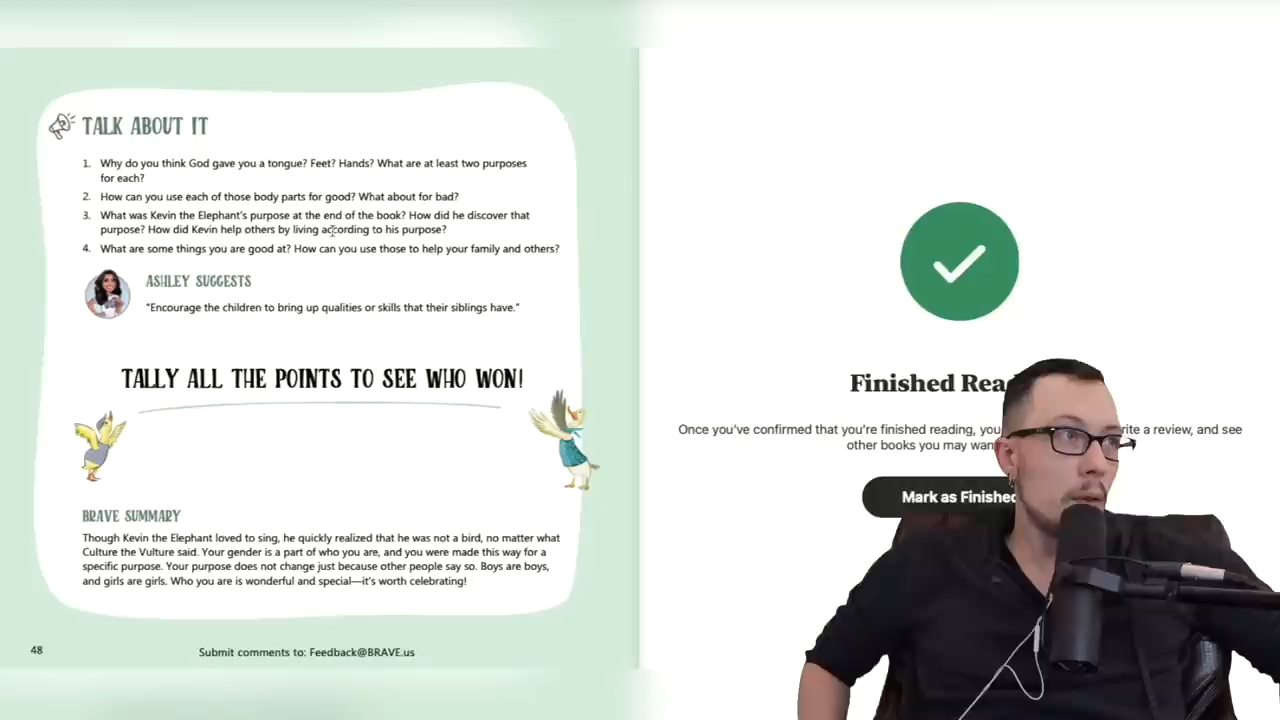 TALK ABOUT IT
1. Why do you think God gave you a tongue? Feet? Hands? What are at least two purposes
for each?
2. How can you use each of those body parts for good? What about for bad?
3. What was Kevin the Elephant's purpose at the end of the book? How did he discover that
purpose? How did Kevin help others by living according to his purpose?
4. What are some things you are good at? How can you use those to help your family and others?
ASHLEY SUGGESTS
"Encourage the children to bring up qualities or skills that their siblings have."
TALLY ALL THE POINTS TO SEE WHO WON!
BRAVE SUMMARY
Though Kevin the Elephant loved to sing, he quickly realized that he was not a bird, no matter what
Culture the Vulture said. Your gender is a part of who you are, and you were made this way for a
specific purpose. Your purpose does not change just because other people say so. Boys are boys,
and girls are girls. Who you are is wonderful and special—it's worth celebrating!
48
Submit comments to: Feedback@BRAVE.us
Finished
Once you've confirmed that you're finished reading, you review, and see
other books you may
Mark as Finished